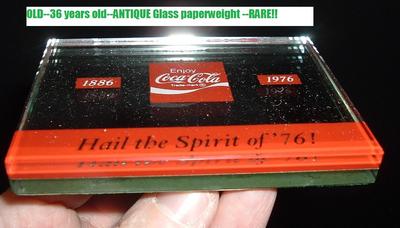 OLD--36 years old--ANTIQUE Glass paperweight --RARE!!
Enjoy
Coca-Cola
Trade-mark®
1886
1976
Hail the Spirit of '76!